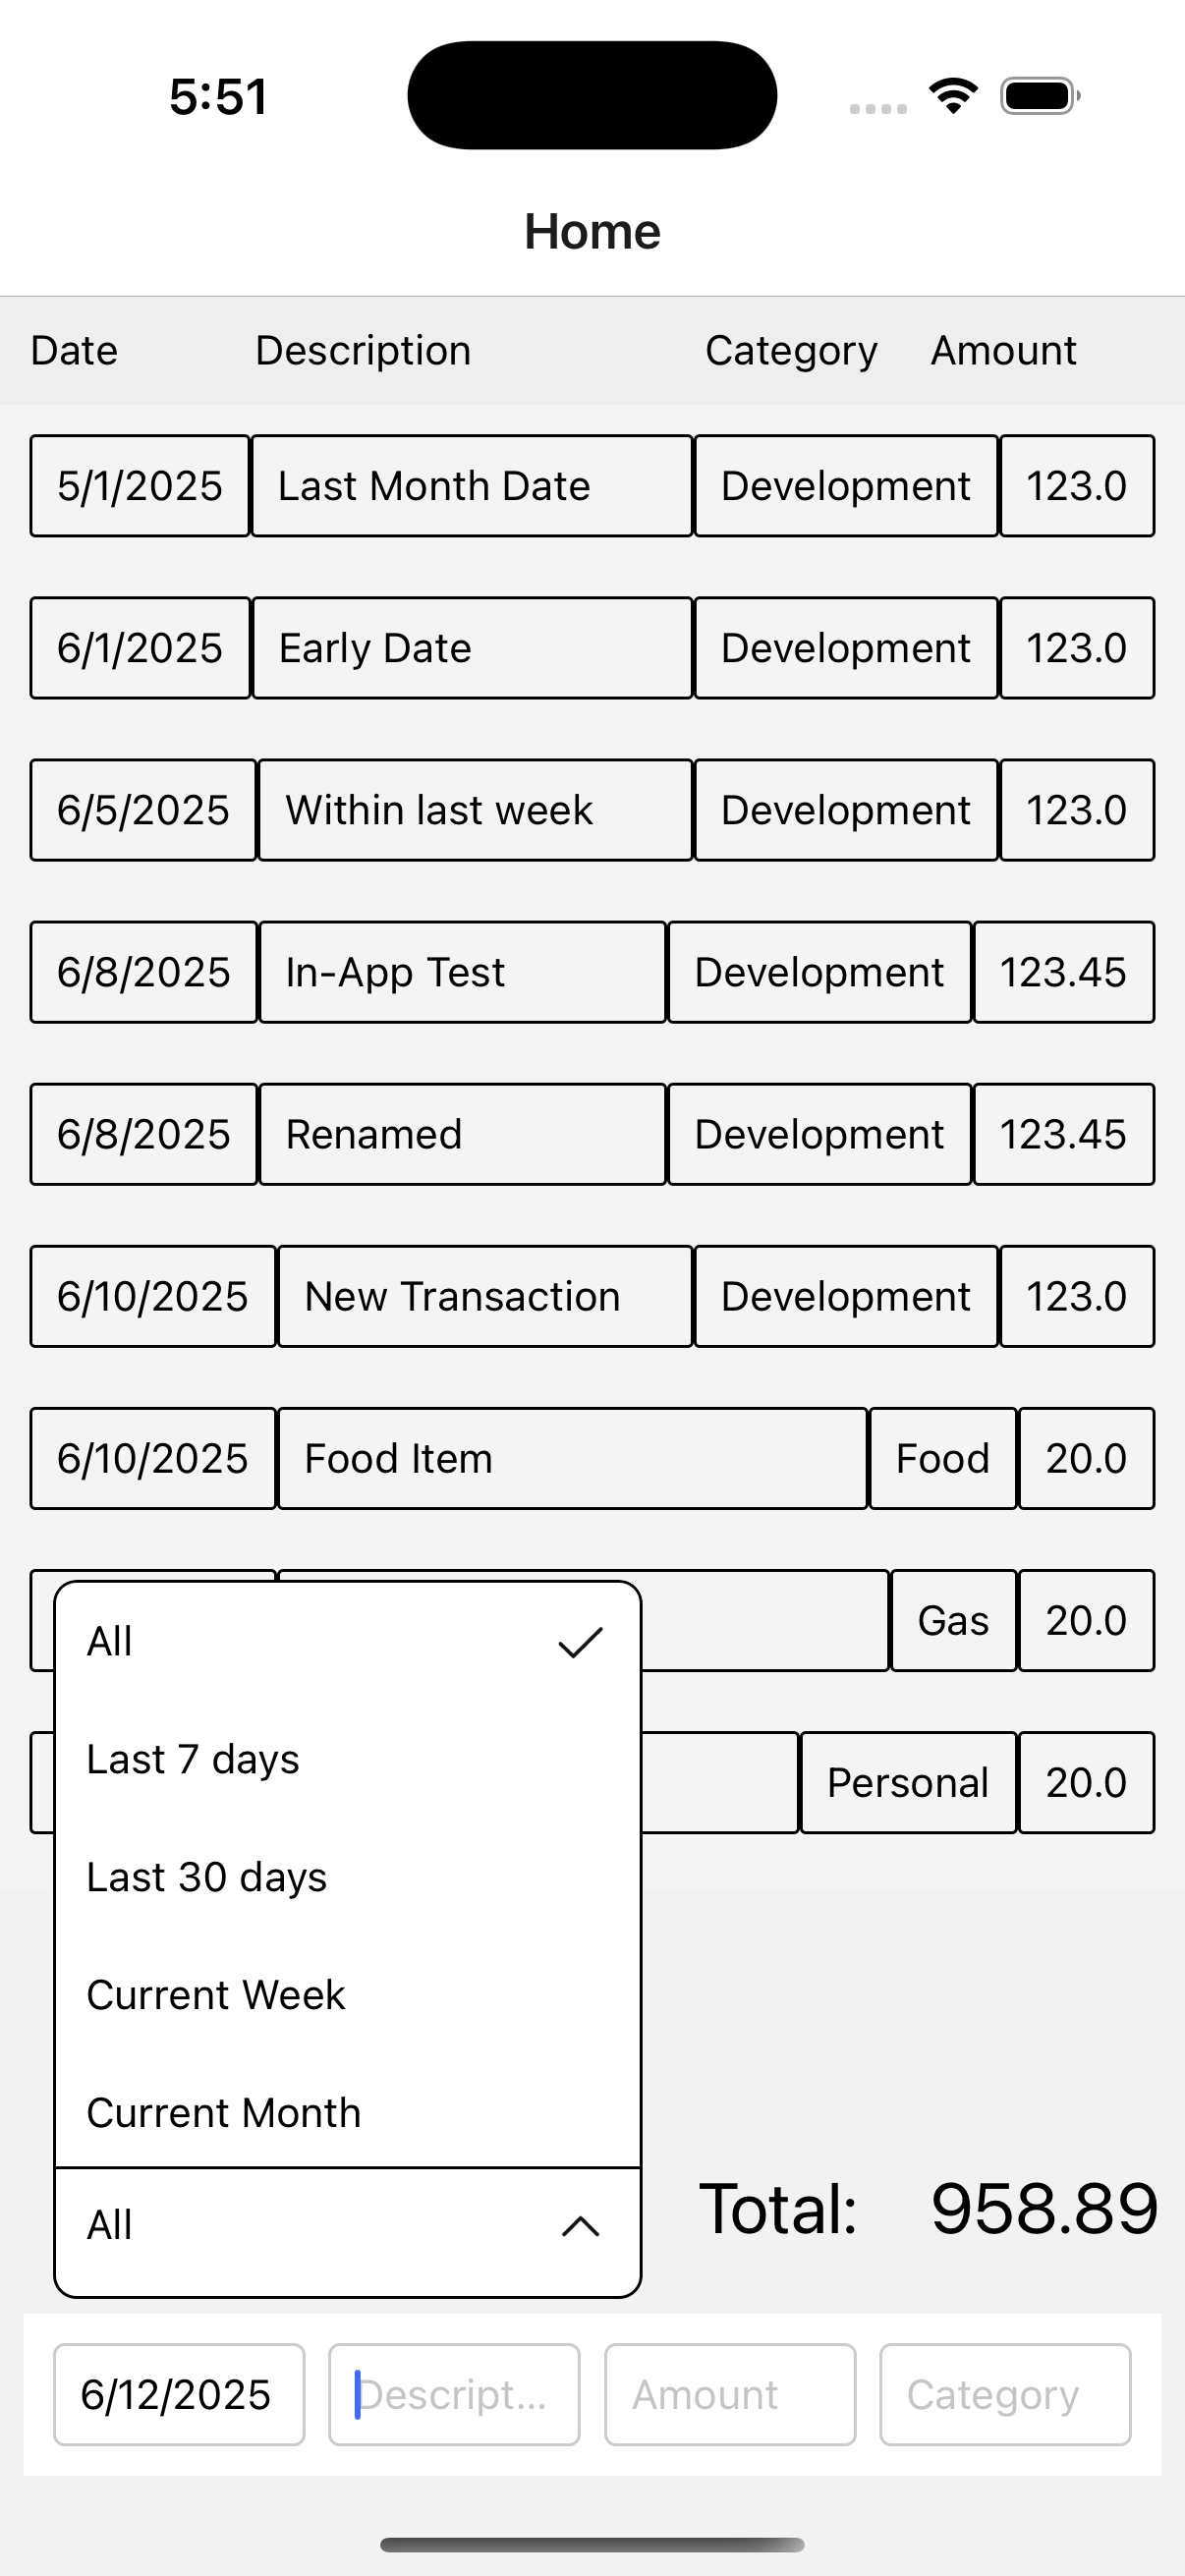 5:51
Home
Date Description Category Amount
5/1/2025 Last Month Date Development 123.0
6/1/2025 Early Date Development 123.0
6/5/2025 Within last week Development 123.0
6/8/2025 In-App Test Development 123.45
6/8/2025 Renamed Development 123.45
6/10/2025 New Transaction Development 123.0
6/10/2025 Food Item Food 20.0
Gas 20.0
Personal 20.0
All
Last 7 days
Last 30 days
Current Week
Current Month
All
Total: 958.89
6/12/2025 Descript... Amount Category